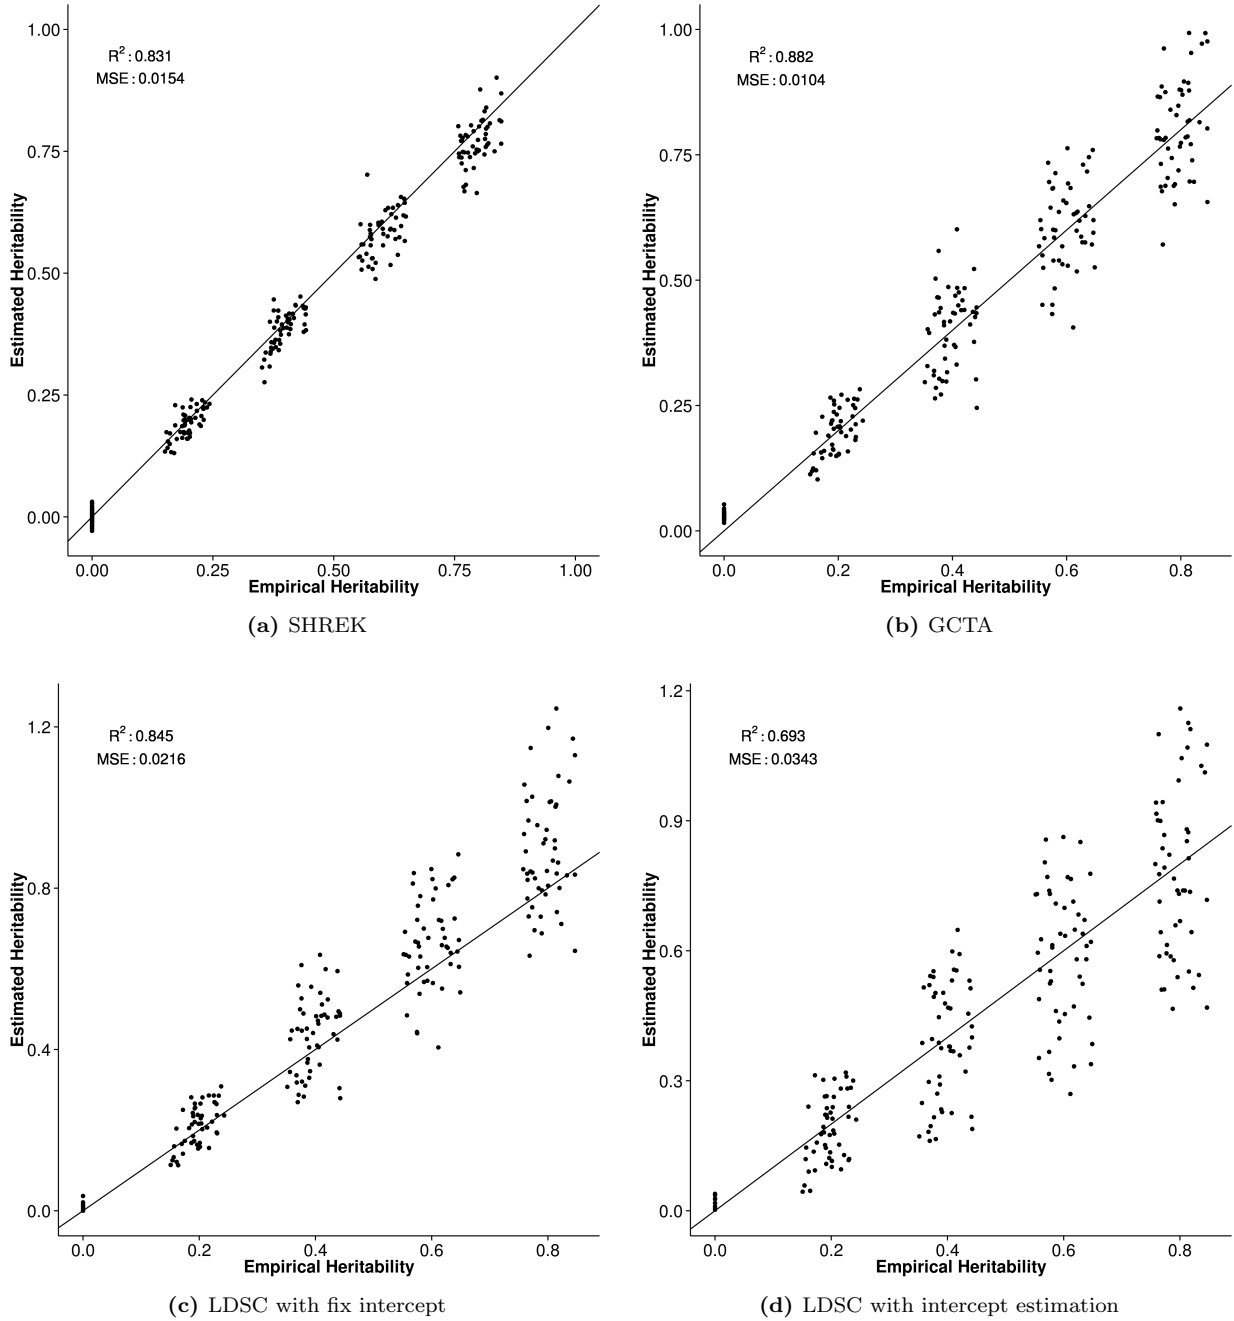 R²:0.831
MSE:0.0154
1.00
0.75
0.50
0.25
0.00
Estimated Heritability
0.00 0.25 0.50 0.75 1.00
Empirical Heritability
(a) SHREK
R²:0.882
MSE:0.0104
1.00
0.75
0.50
0.25
0.00
Estimated Heritability
0.0 0.2 0.4 0.6 0.8
Empirical Heritability
(b) GCTA
R²:0.845
MSE:0.0216
1.2
0.8
0.4
0.0
Estimated Heritability
0.0 0.2 0.4 0.6 0.8
Empirical Heritability
(c) LDSC with fix intercept
R²:0.693
MSE:0.0343
1.2
0.9
0.6
0.3
0.0
Estimated Heritability
0.0 0.2 0.4 0.6 0.8
Empirical Heritability
(d) LDSC with intercept estimation